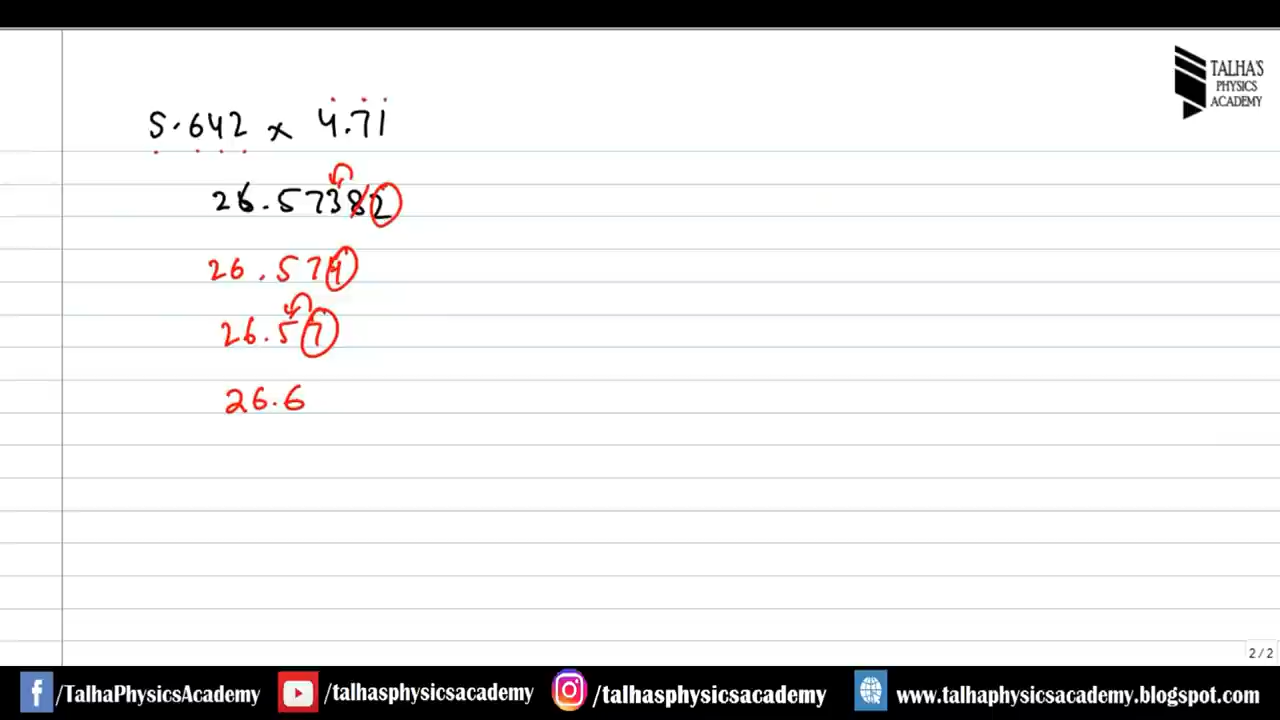 TALHA'S
PHYSICS
ACADEMY
5.642 x 4.71
26.57382
26.574
26.57
26.6
2/2
/TalhaPhysicsAcademy
/talhasphysicsacademy
/talhasphysicsacademy
www.talhaphysicsacademy.blogspot.com